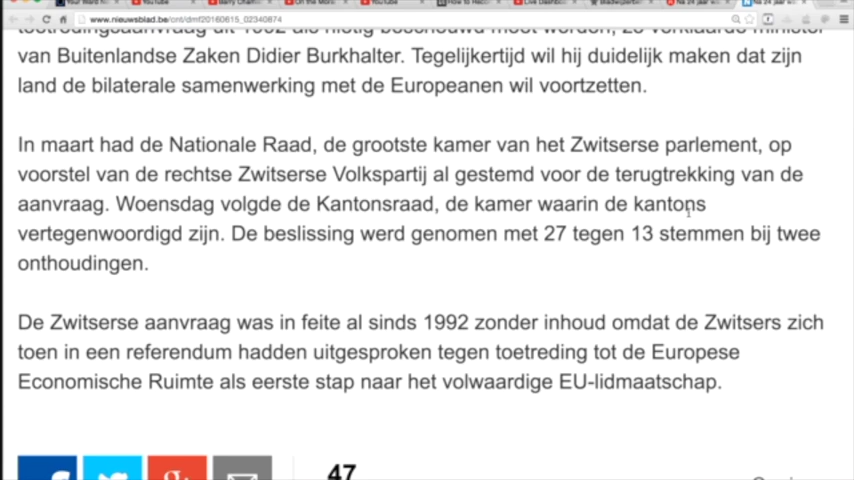 YouTube
YouTube
YouTube
www.nieuwsblad.be/cnt/dmf20160615_02340874
toetredingsaanvraag uit 1992 als nietig beschouwd moet worden, zo verklaarde minister
van Buitenlandse Zaken Didier Burkhalter. Tegelijkertijd wil hij duidelijk maken dat zijn
land de bilaterale samenwerking met de Europeanen wil voortzetten.
In maart had de Nationale Raad, de grootste kamer van het Zwitserse parlement, op
voorstel van de rechtse Zwitserse Volkspartij al gestemd voor de terugtrekking van de
aanvraag. Woensdag volgde de Kantonsraad, de kamer waarin de kantons
vertegenwoordigd zijn. De beslissing werd genomen met 27 tegen 13 stemmen bij twee
onthoudingen.
De Zwitserse aanvraag was in feite al sinds 1992 zonder inhoud omdat de Zwitsers zich
toen in een referendum hadden uitgesproken tegen toetreding tot de Europese
Economische Ruimte als eerste stap naar het volwaardige EU-lidmaatschap.
47